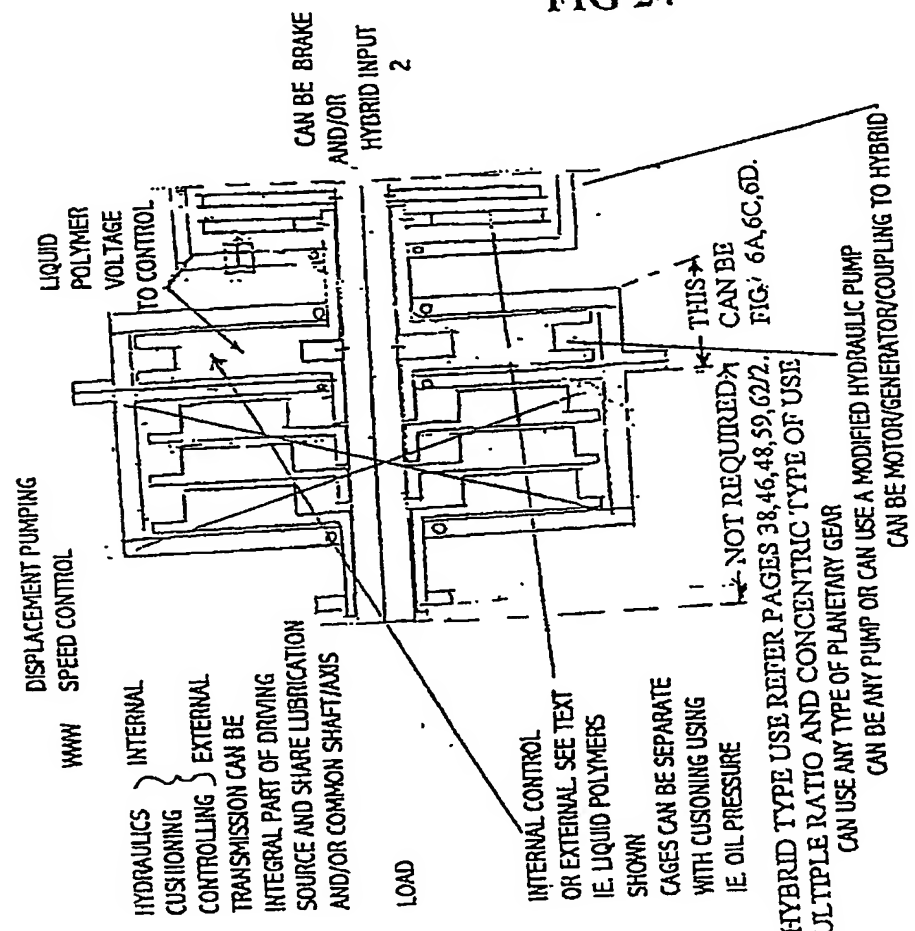 DISPLACEMENT PUMPING
WWW SPEED CONTROL
HYDRAULICS INTERNAL
CUSHIONING
CONTROLLING EXTERNAL
TRANSMISSION CAN BE
INTEGRAL PART OF DRIVING
SOURCE AND SHARE LUBRICATION
AND/OR COMMON SHAFT/AXIS
LOAD
INTERNAL CONTROL
OR EXTERNAL. SEE TEXT
IE. LIQUID POLYMERS
SHOWN
CAGES CAN BE SEPARATE
WITH CUSIONING USING
IE. OIL PRESSURE
LIQUID
POLYMER
VOLTAGE
TO CONTROL
CAN BE BRAKE
AND/OR
HYBRID INPUT
2
NOT REQUIRED
THIS
CAN BE
FIG. 6A,6C,6D.
HYBRID TYPE USE REFER PAGES 38,46,48,59,62/2.
ULTIPLE RATIO AND CONCENTRIC TYPE OF USE
CAN USE ANY TYPE OF PLANETARY GEAR
CAN BE ANY PUMP OR CAN USE A MODIFIED HYDRAULIC PUMP
CAN BE MOTOR/GENERATOR/COUPLING TO HYBRID